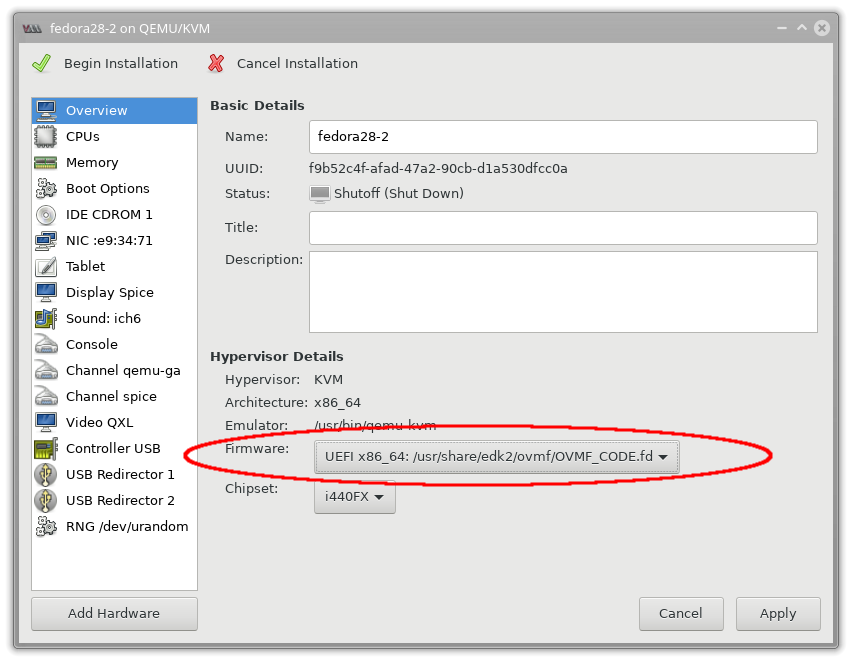 fedora28-2 on QEMU/KVM
Begin Installation Cancel Installation
Overview
CPUs
Memory
Boot Options
IDE CDROM 1
NIC :e9:34:71
Tablet
Display Spice
Sound: ich6
Console
Channel qemu-ga
Channel spice
Video QXL
Controller USB
USB Redirector 1
USB Redirector 2
RNG /dev/urandom
Add Hardware
Basic Details
Name: fedora28-2
UUID: f9b52c4f-afad-47a2-90cb-d1a530dfcc0a
Status: Shutoff (Shut Down)
Title:
Description:
Hypervisor Details
Hypervisor: KVM
Architecture: x86_64
Emulator: /usr/bin/qemu-kvm
Firmware: UEFI x86_64: /usr/share/edk2/ovmf/OVMF_CODE.fd
Chipset: i440FX
Cancel Apply